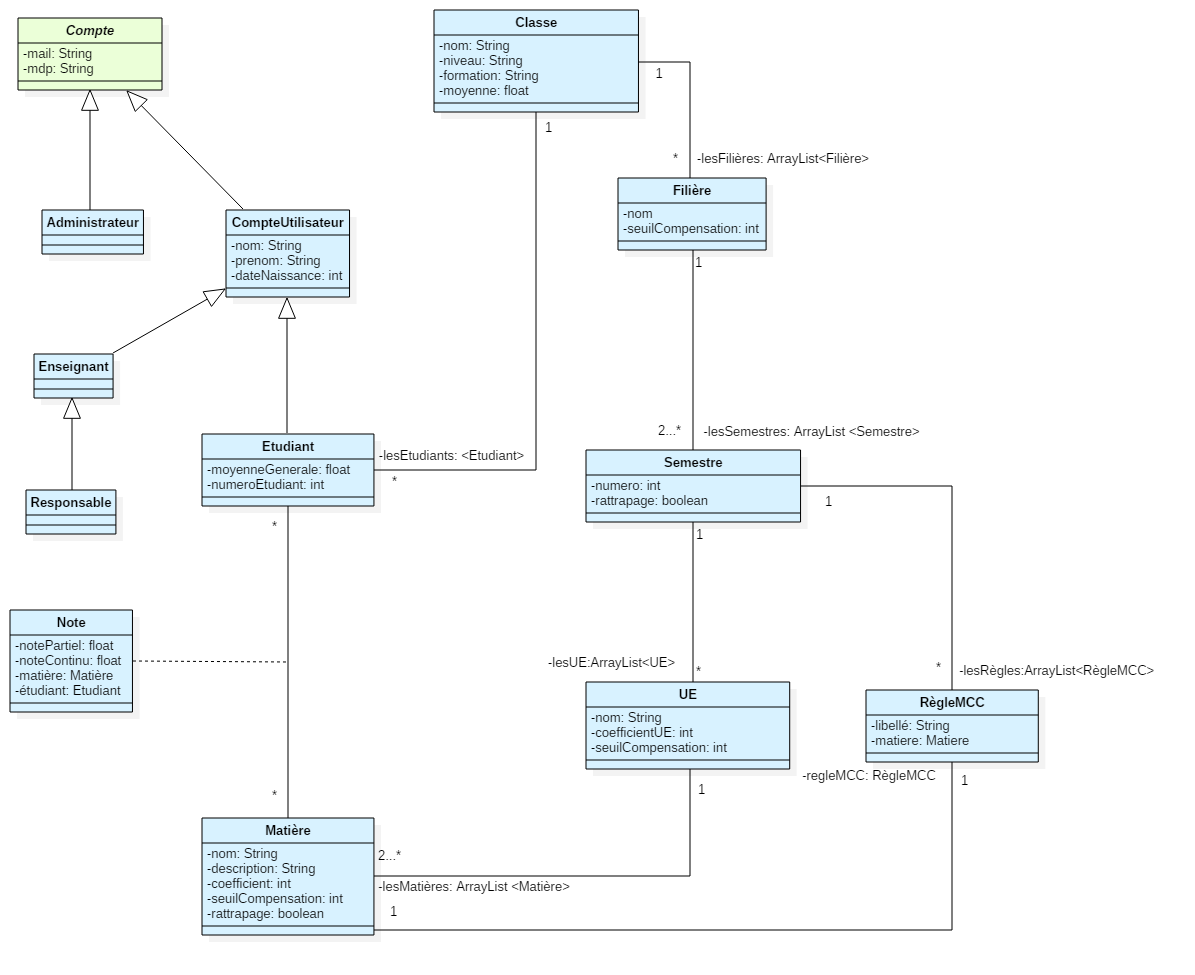 Compte
-mail: String
-mdp: String
Classe
-nom: String
-niveau: String
-formation: String
-moyenne: float
1
1
*
-lesFilières: ArrayList<Filière>
Filière
-nom
-seuilCompensation: int
1
Administrateur
CompteUtilisateur
-nom: String
-prenom: String
-dateNaissance: int
Enseignant
Responsable
Etudiant
-moyenneGenerale: float
-numeroEtudiant: int
-lesEtudiants: <Etudiant>
*
*
2...*
-lesSemestres: ArrayList <Semestre>
Semestre
-numero: int
-rattrapage: boolean
1
1
Note
-notePartiel: float
-noteContinu: float
-matière: Matière
-étudiant: Etudiant
-lesUE:ArrayList<UE>
*
*
-lesRègles:ArrayList<RègleMCC>
UE
-nom: String
-coefficientUE: int
-seuilCompensation: int
1
RègleMCC
-libellé: String
-matiere: Matiere
-regleMCC: RègleMCC
1
*
Matière
-nom: String
-description: String
-coefficient: int
-seuilCompensation: int
-rattrapage: boolean
2...*
-lesMatières: ArrayList <Matière>
1